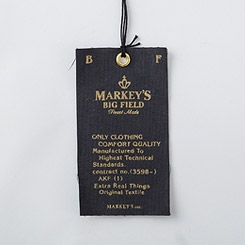 B F
MARKEY'S
BIG FIELD
Finest Made
ONLY CLOTHING
COMFORT QUALITY
Manufactured To
Highest Technical
Standards.
contract no.(3598-)
AKF (1)
Extra Real Things
Original Textile
MARKEY'S